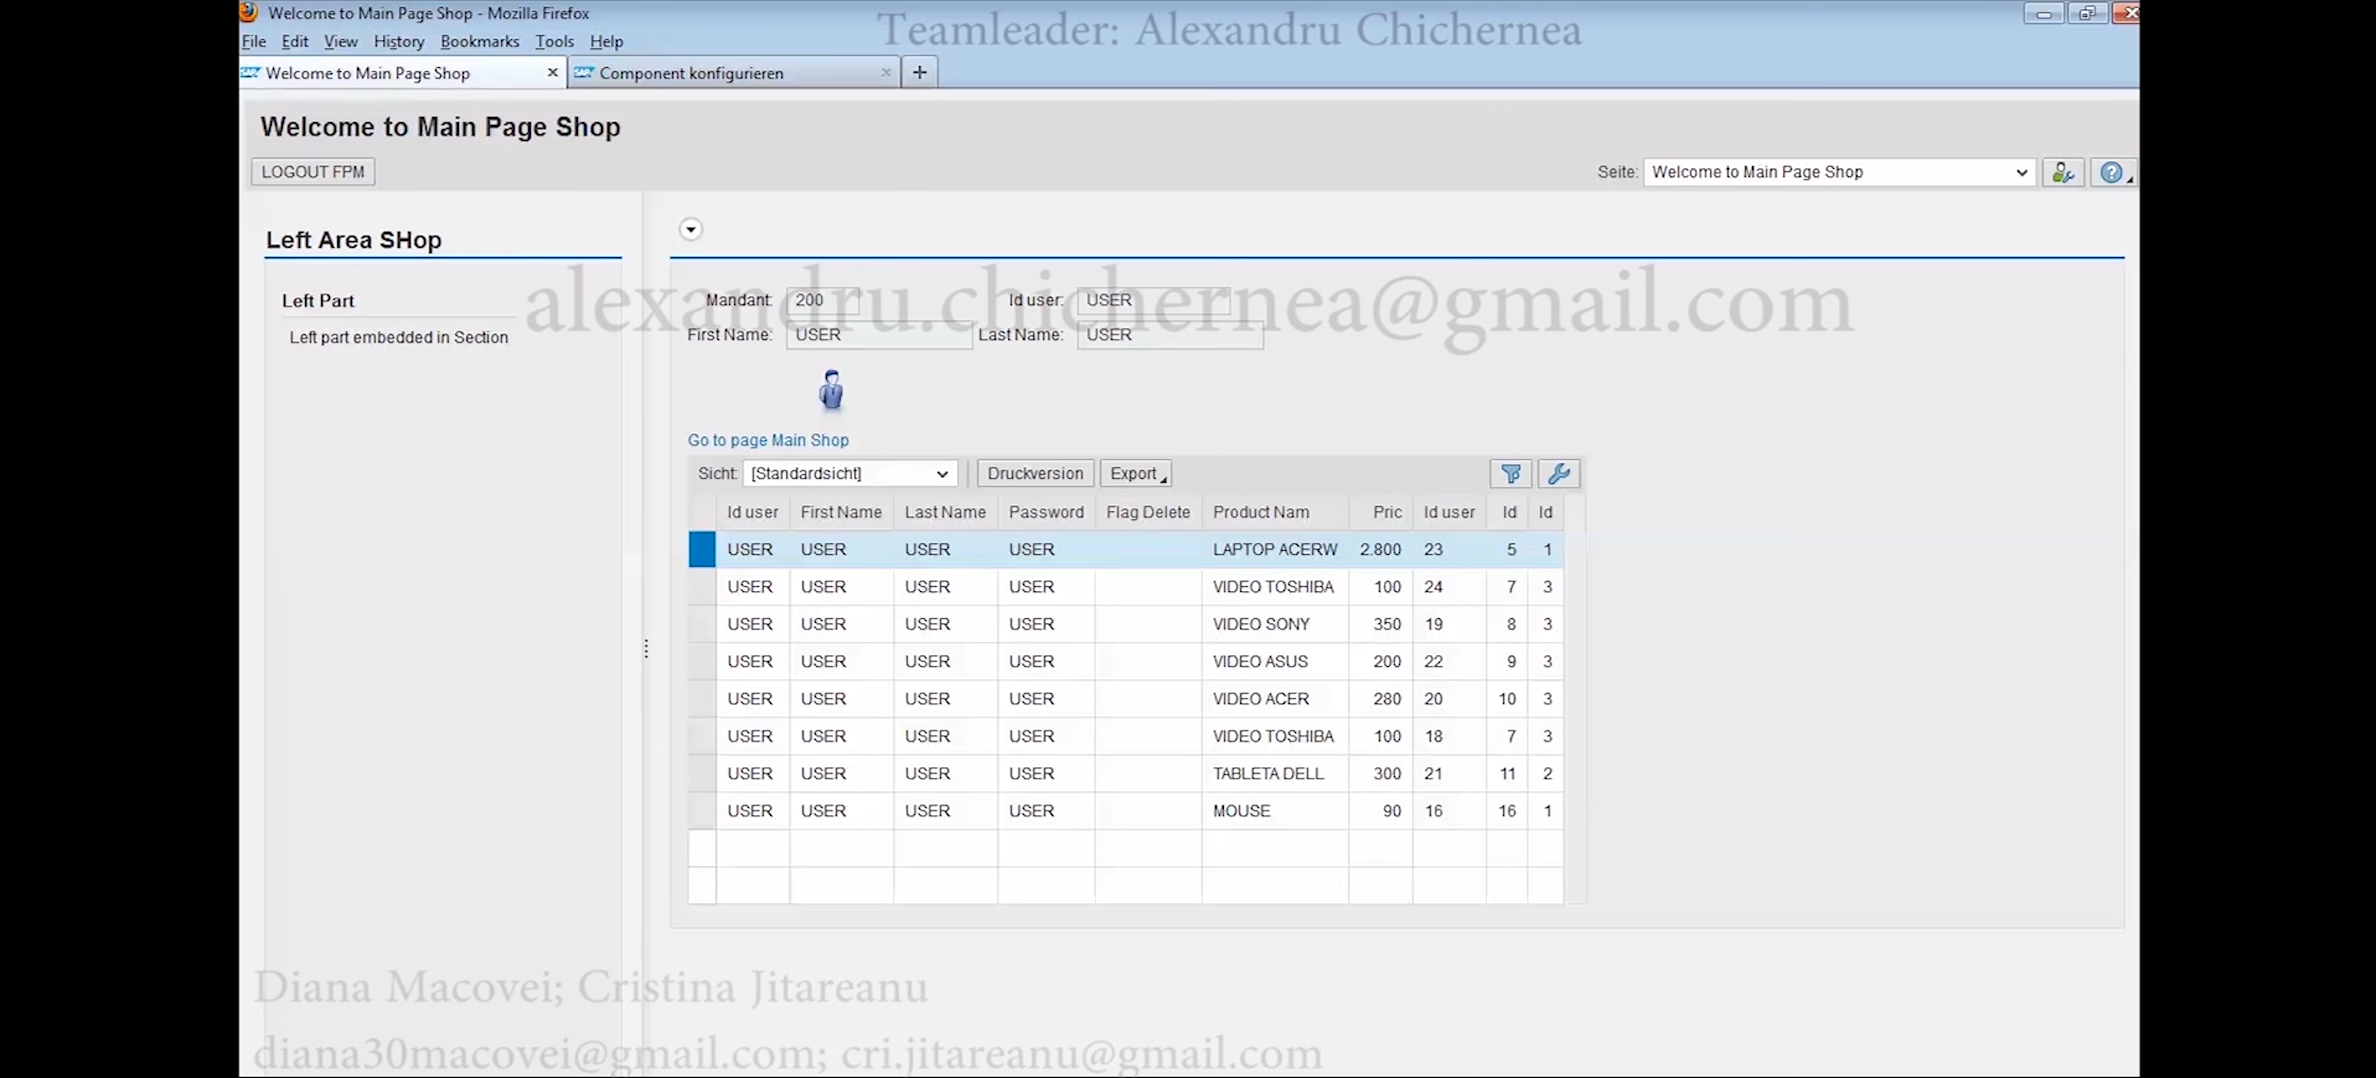 Welcome to Main Page Shop - Mozilla Firefox
Teamleader: Alexandru Chichernea
File Edit View History Bookmarks Tools Help
Welcome to Main Page Shop
Component konfigurieren
Welcome to Main Page Shop
LOGOUT FPM
Seite: Welcome to Main Page Shop
Left Area SHop
alexandru.chichernea@gmail.com
Left Part
Left part embedded in Section
Mandant: 200 Id user: USER
First Name: USER Last Name: USER
Go to page Main Shop
Sicht: [Standardsicht] Druckversion Export
Id user First Name Last Name Password Flag Delete Product Nam Pric Id user Id Id
USER USER USER USER LAPTOP ACERW 2.800 23 5 1
USER USER USER USER VIDEO TOSHIBA 100 24 7 3
USER USER USER USER VIDEO SONY 350 19 8 3
USER USER USER USER VIDEO ASUS 200 22 9 3
USER USER USER USER VIDEO ACER 280 20 10 3
USER USER USER USER VIDEO TOSHIBA 100 18 7 3
USER USER USER USER TABLETA DELL 300 21 11 2
USER USER USER USER MOUSE 90 16 16 1
Diana Macovei; Cristina Jitareanu
diana30macovei@gmail.com; cri.jitareanu@gmail.com